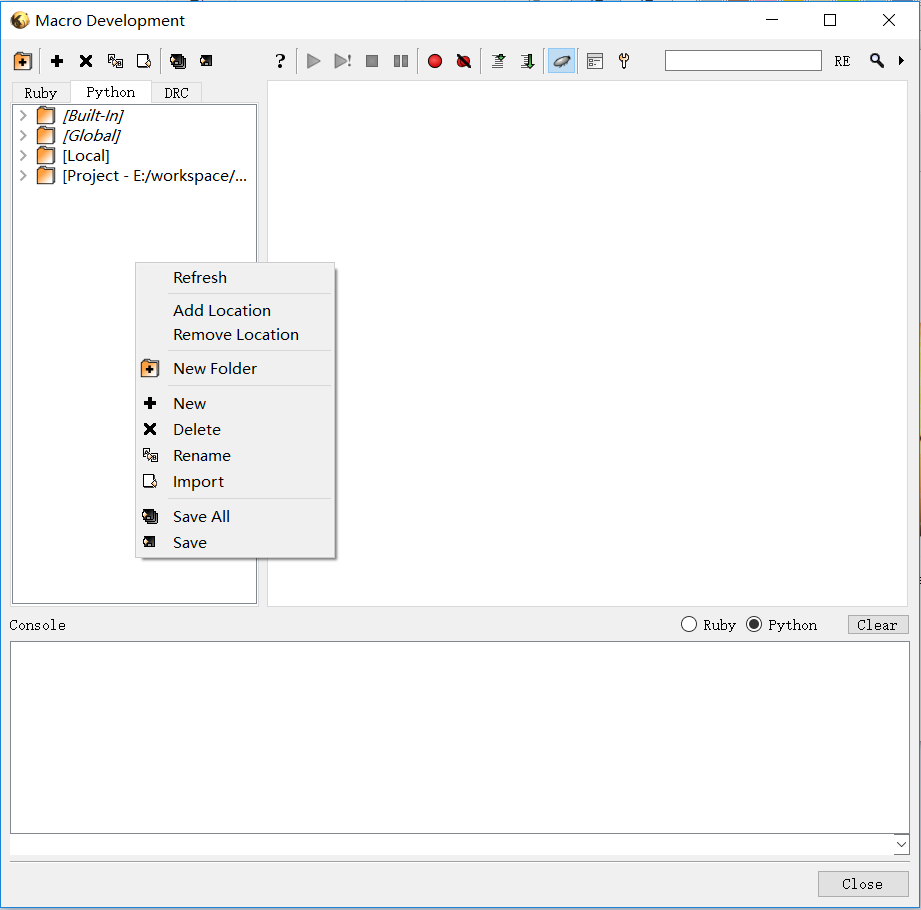 Macro Development
? ! RE
Ruby Python DRC
[Built-In]
[Global]
[Local]
[Project - E:/workspace/...
Refresh
Add Location
Remove Location
New Folder
New
Delete
Rename
Import
Save All
Save
Console Ruby Python Clear
Close